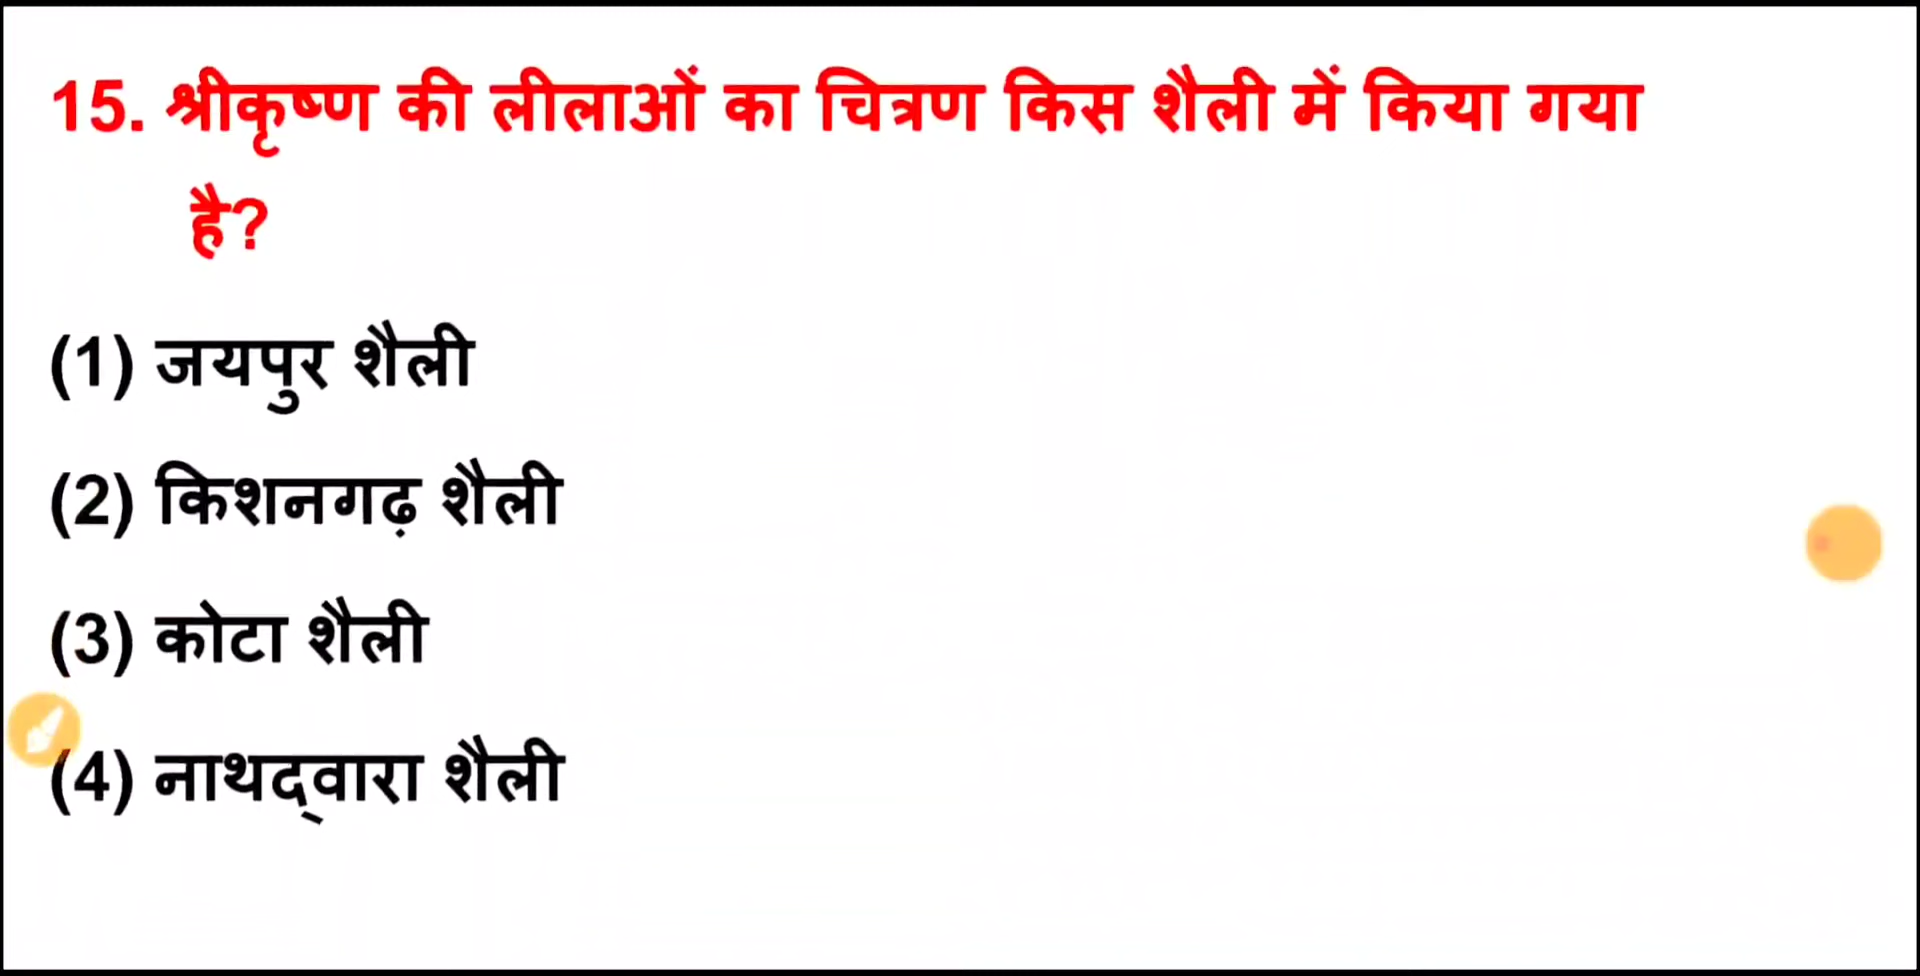 15. श्रीकृष्ण की लीलाओं का चित्रण किस शैली में किया गया
है?
(1) जयपुर शैली
(2) किशनगढ़ शैली
(3) कोटा शैली
(4) नाथद्‌वारा शैली